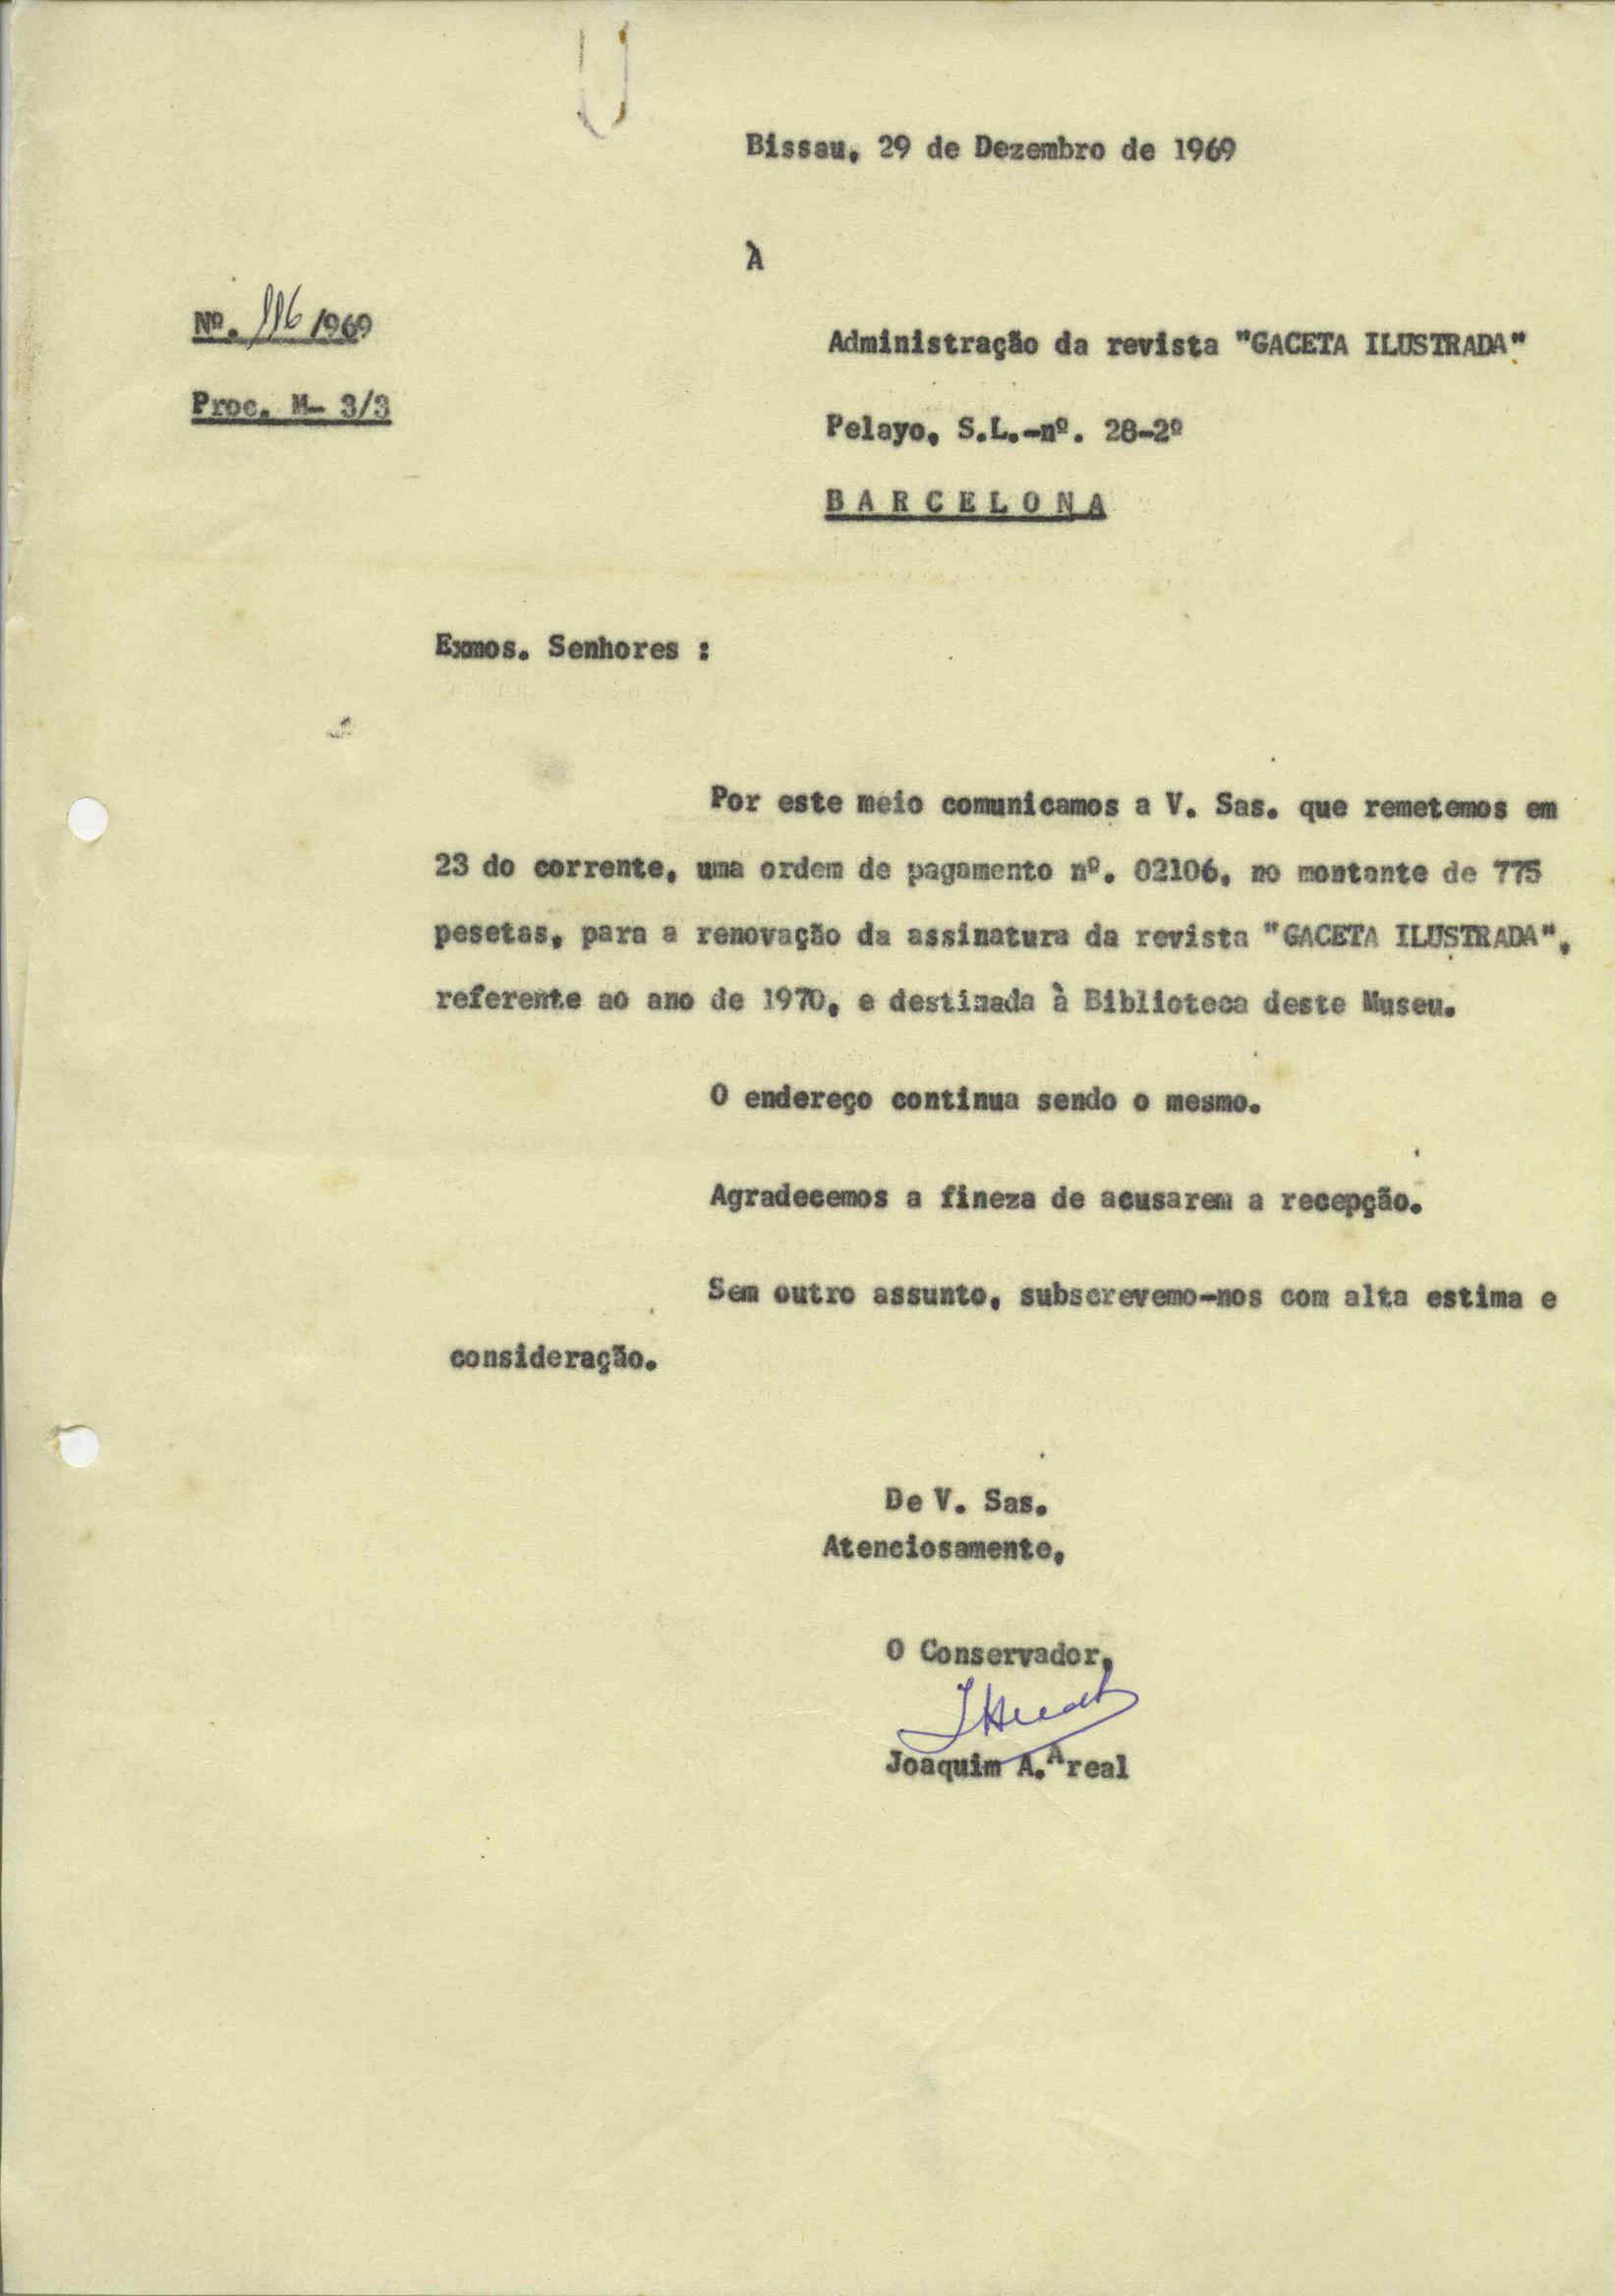 Bissau, 29 de Dezembro de 1969
À
Nº. 116/969
Administração da revista "GACETA ILUSTRADA"
Proc. M- 3/3
Pelayo, S.L.-nº. 28-2º
BARCELONA
Exmos. Senhores :
Por este meio comunicamos a V. Sas. que remetemos em
23 do corrente, uma ordem de pagamento nº. 02106, no montante de 775
pesetas, para a renovação da assinatura da revista "GACETA ILUSTRADA",
referente ao ano de 1970, e destinada à Biblioteca deste Museu.
O endereço continua sendo o mesmo.
Agradecemos a fineza de acusarem a recepção.
Sem outro assunto, subscrevemo-nos com alta estima e
consideração.
De V. Sas.
Atenciosamente,
O Conservador,
Joaquim A. Areal